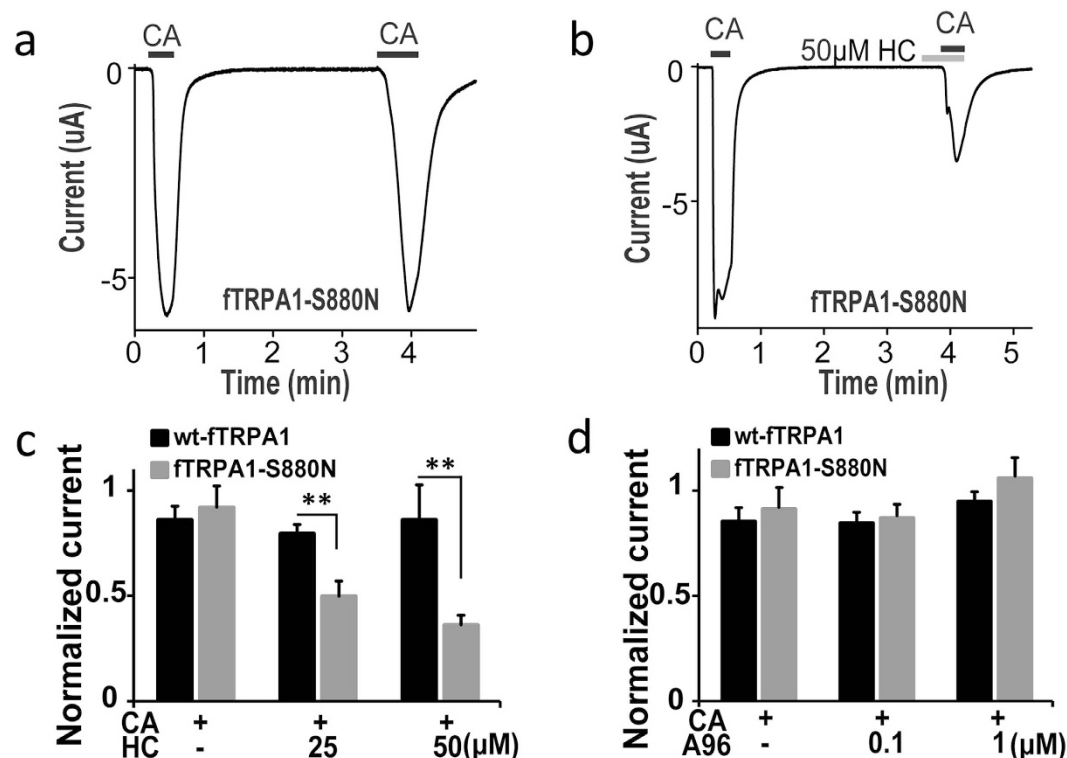 a
CA CA
0
-5
Current (uA)
fTRPA1-S880N
0 1 2 3 4
Time (min)
b
CA CA
50µM HC
0
-5
Current (uA)
fTRPA1-S880N
0 1 2 3 4 5
Time (min)
c
wt-fTRPA1
fTRPA1-S880N
** **
1
0.5
0
Normalized current
CA + + +
HC - 25 50(µM)
d
wt-fTRPA1
fTRPA1-S880N
1
0.5
0
Normalized current
CA + + +
A96 - 0.1 1(µM)